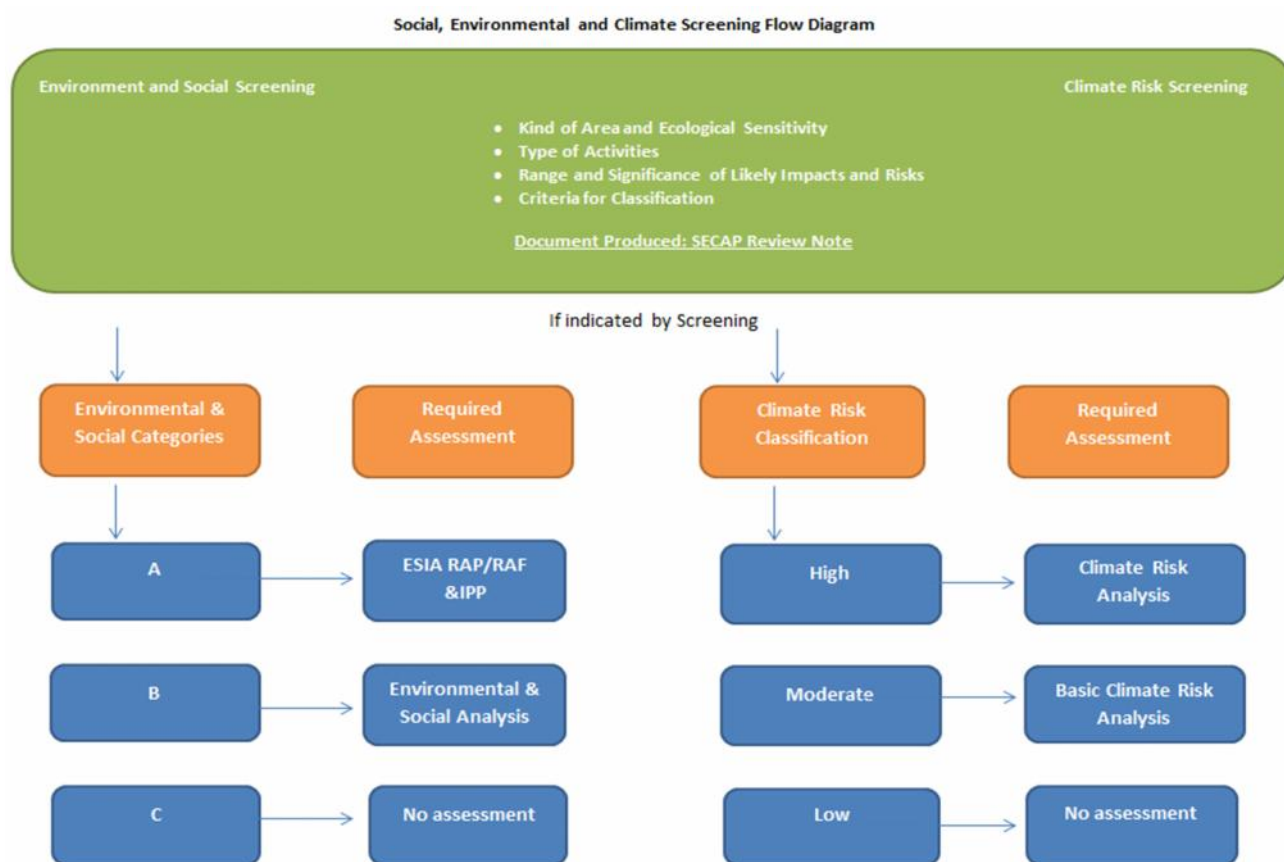 Social, Environmental and Climate Screening Flow Diagram
Environment and Social Screening
Climate Risk Screening
• Kind of Area and Ecological Sensitivity
• Type of Activities
• Range and Significance of Likely Impacts and Risks
• Criteria for Classification
Document Produced: SECAP Review Note
If indicated by Screening
Environmental &
Social Categories
Required
Assessment
Climate Risk
Classification
Required
Assessment
A
ESIA RAP/RAF
&IPP
High
Climate Risk
Analysis
B
Environmental &
Social Analysis
Moderate
Basic Climate Risk
Analysis
C
No assessment
Low
No assessment